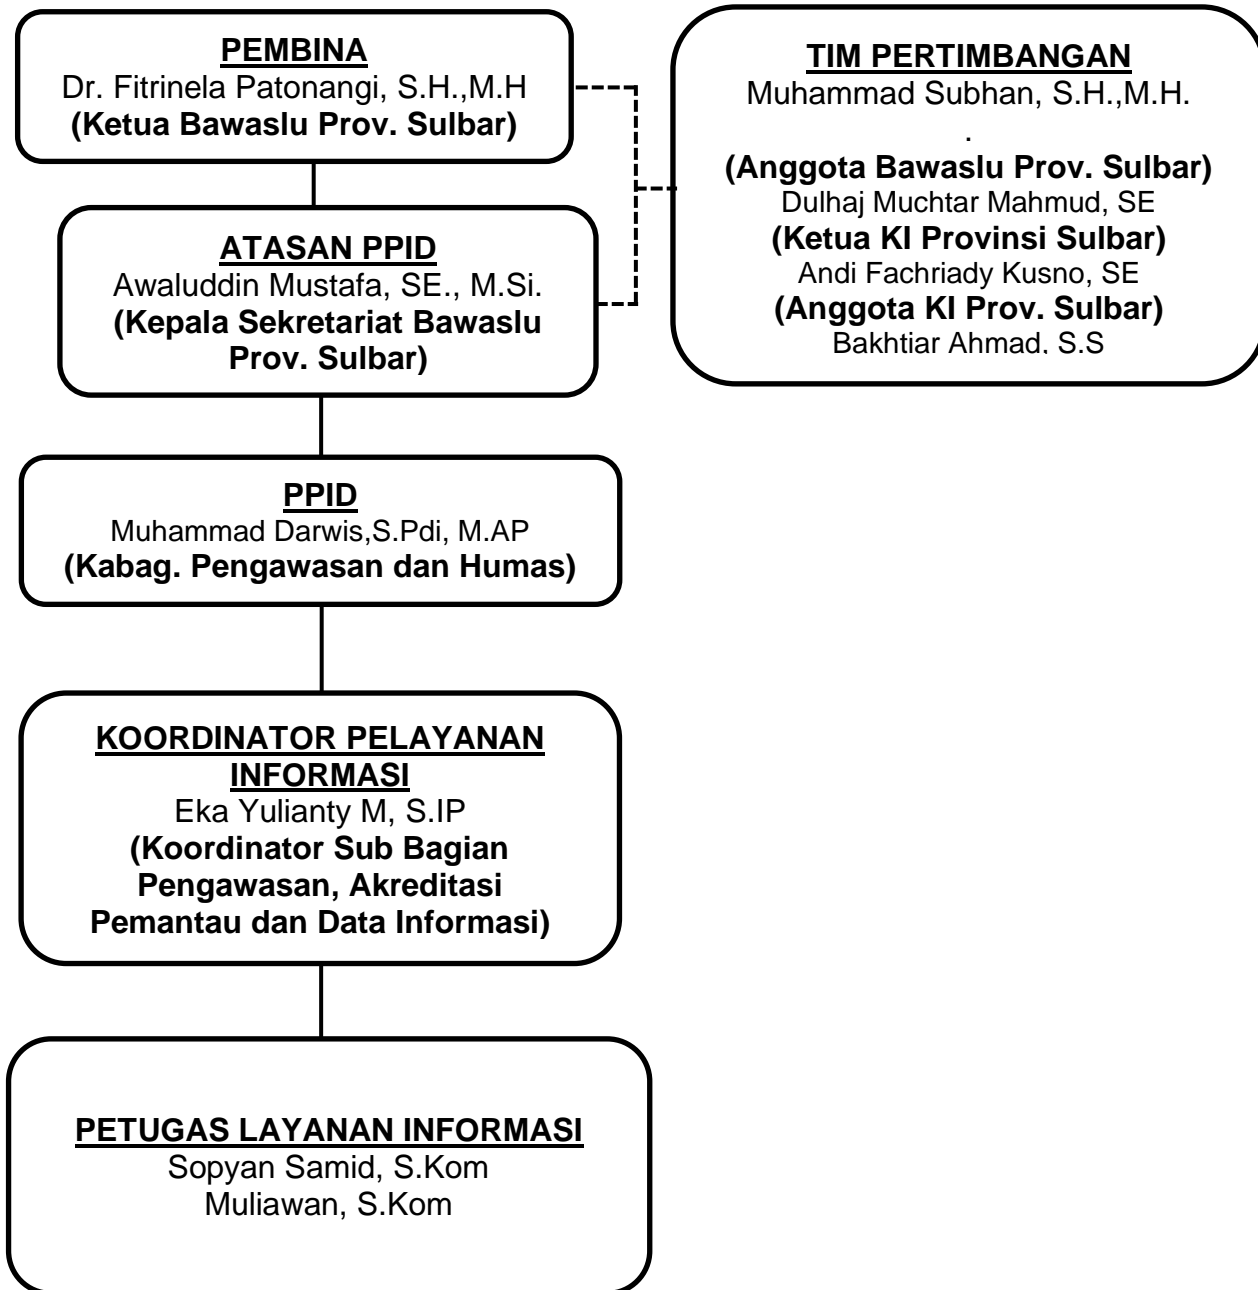 PEMBINA
Dr. Fitrinela Patonangi, S.H.,M.H
(Ketua Bawaslu Prov. Sulbar)
TIM PERTIMBANGAN
Muhammad Subhan, S.H.,M.H.
.
(Anggota Bawaslu Prov. Sulbar)
Dulhaj Muchtar Mahmud, SE
(Ketua KI Provinsi Sulbar)
Andi Fachriady Kusno, SE
(Anggota KI Prov. Sulbar)
Bakhtiar Ahmad, S.S
ATASAN PPID
Awaluddin Mustafa, SE., M.Si.
(Kepala Sekretariat Bawaslu
Prov. Sulbar)
PPID
Muhammad Darwis,S.Pdi, M.AP
(Kabag. Pengawasan dan Humas)
KOORDINATOR PELAYANAN
INFORMASI
Eka Yulianty M, S.IP
(Koordinator Sub Bagian
Pengawasan, Akreditasi
Pemantau dan Data Informasi)
PETUGAS LAYANAN INFORMASI
Sopyan Samid, S.Kom
Muliawan, S.Kom